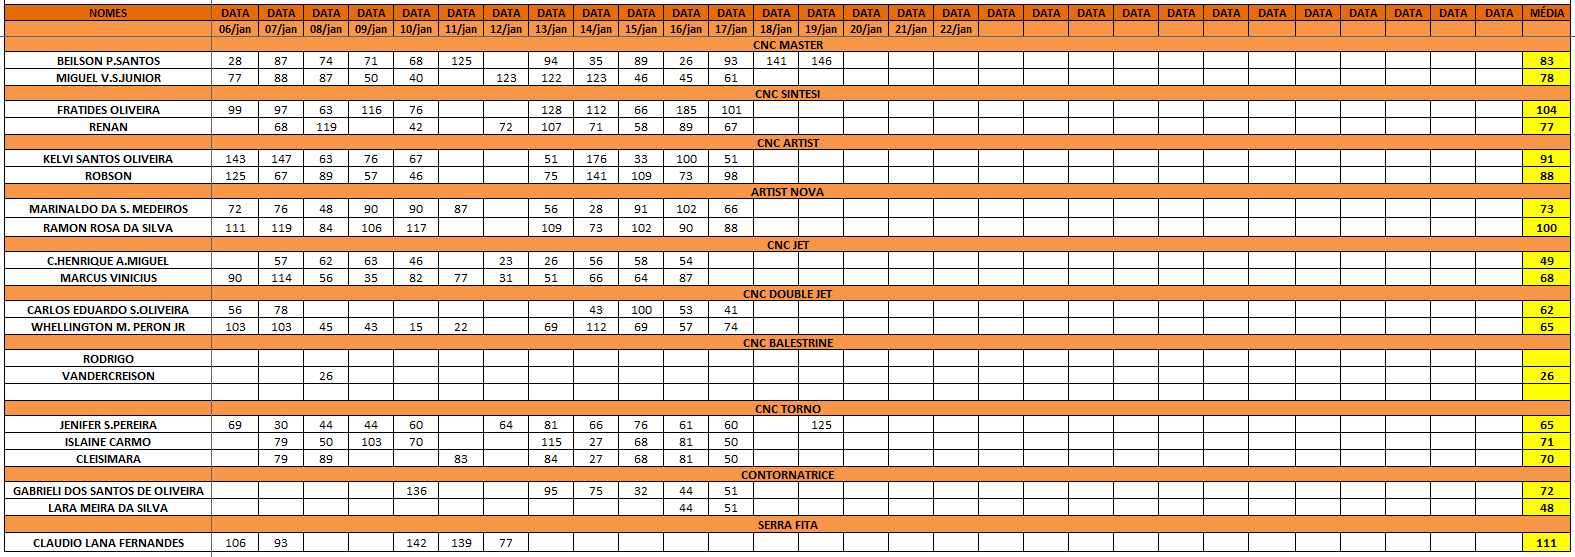 NOMES DATA DATA DATA DATA DATA DATA DATA DATA DATA DATA DATA DATA DATA DATA DATA DATA DATA DATA DATA DATA DATA DATA DATA DATA DATA DATA DATA DATA DATA MÉDIA
06/jan 07/jan 08/jan 09/jan 10/jan 11/jan 12/jan 13/jan 14/jan 15/jan 16/jan 17/jan 18/jan 19/jan 20/jan 21/jan 22/jan
CNC MASTER
BEILSON P.SANTOS 28 87 74 71 68 125 94 35 89 26 93 141 146 83
MIGUEL V.S.JUNIOR 77 88 87 50 40 123 122 123 46 45 61 78
CNC SINTESI
FRATIDES OLIVEIRA 99 97 63 116 76 128 112 66 185 101 104
RENAN 68 119 42 72 107 71 58 89 67 77
CNC ARTIST
KELVI SANTOS OLIVEIRA 143 147 63 76 67 51 176 33 100 51 91
ROBSON 125 67 89 57 46 75 141 109 73 98 88
ARTIST NOVA
MARINALDO DA S. MEDEIROS 72 76 48 90 90 87 56 28 91 102 66 73
RAMON ROSA DA SILVA 111 119 84 106 117 109 73 102 90 88 100
CNC JET
C.HENRIQUE A.MIGUEL 57 62 63 46 23 26 56 58 54 49
MARCUS VINICIUS 90 114 56 35 82 77 31 51 66 64 87 68
CNC DOUBLE JET
CARLOS EDUARDO S.OLIVEIRA 56 78 43 100 53 41 62
WHELLINGTON M. PERON JR 103 103 45 43 15 22 69 112 69 57 74 65
CNC BALESTRINE
RODRIGO
VANDERCREISON 26 26
CNC TORNO
JENIFER S.PEREIRA 69 30 44 44 60 64 81 66 76 61 60 125 65
ISLAINE CARMO 79 50 103 70 115 27 68 81 50 71
CLEISIMARA 79 89 83 84 27 68 81 50 70
CONTORNATRICE
GABRIELI DOS SANTOS DE OLIVEIRA 136 95 75 32 44 51 72
LARA MEIRA DA SILVA 44 51 48
SERRA FITA
CLAUDIO LANA FERNANDES 106 93 142 139 77 111